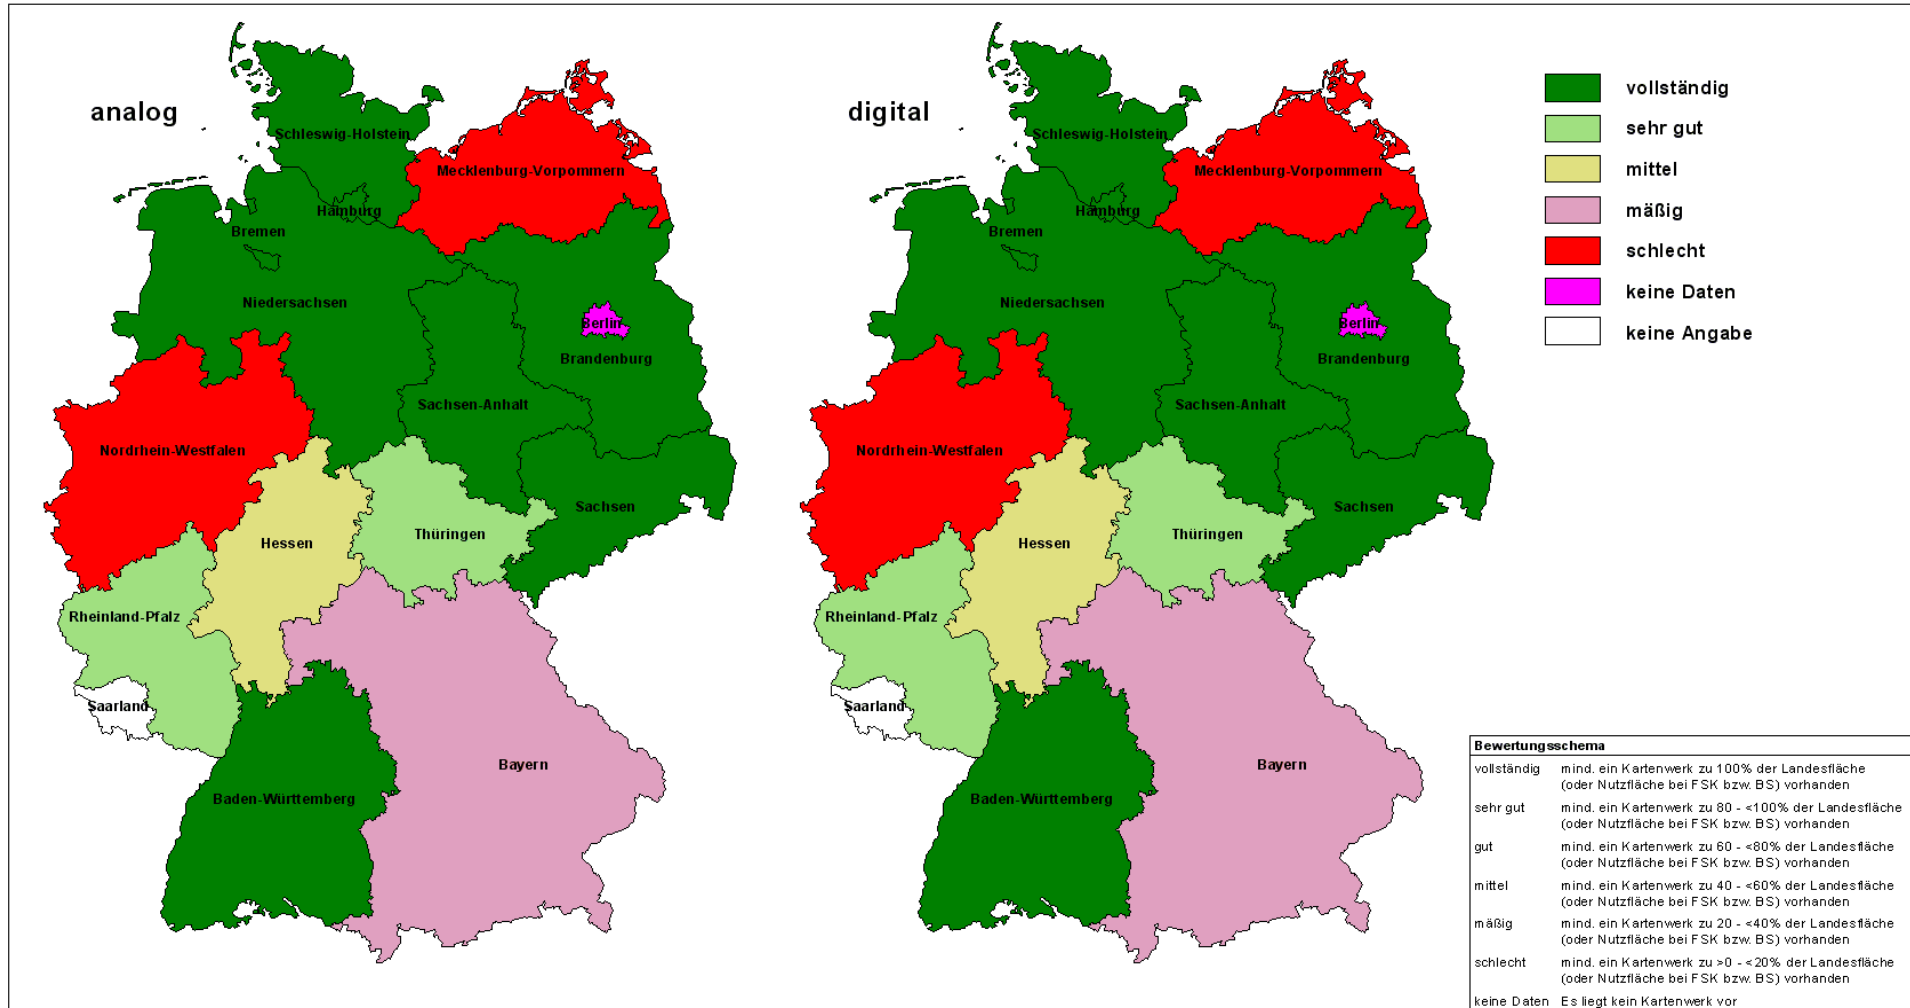 analog
Schleswig-Holstein
Mecklenburg-Vorpommern
Hamburg
Bremen
Niedersachsen
Berlin
Brandenburg
Sachsen-Anhalt
Nordrhein-Westfalen
Sachsen
Thüringen
Hessen
Rheinland-Pfalz
Saarland
Bayern
Baden-Württemberg
digital
Schleswig-Holstein
Mecklenburg-Vorpommern
Hamburg
Bremen
Niedersachsen
Berlin
Brandenburg
Sachsen-Anhalt
Nordrhein-Westfalen
Sachsen
Thüringen
Hessen
Rheinland-Pfalz
Saarland
Bayern
Baden-Württemberg
vollständig
sehr gut
mittel
mäßig
schlecht
keine Daten
keine Angabe
Bewertungsschema
vollständig mind. ein Kartenwerk zu 100% der Landesfläche
(oder Nutzfläche bei FSK bzw. BS) vorhanden
sehr gut mind. ein Kartenwerk zu 80 - <100% der Landesfläche
(oder Nutzfläche bei FSK bzw. BS) vorhanden
gut mind. ein Kartenwerk zu 60 - <80% der Landesfläche
(oder Nutzfläche bei FSK bzw. BS) vorhanden
mittel mind. ein Kartenwerk zu 40 - <60% der Landesfläche
(oder Nutzfläche bei FSK bzw. BS) vorhanden
mäßig mind. ein Kartenwerk zu 20 - <40% der Landesfläche
(oder Nutzfläche bei FSK bzw. BS) vorhanden
schlecht mind. ein Kartenwerk zu >0 - <20% der Landesfläche
(oder Nutzfläche bei FSK bzw. BS) vorhanden
keine Daten Es liegt kein Kartenwerk vor